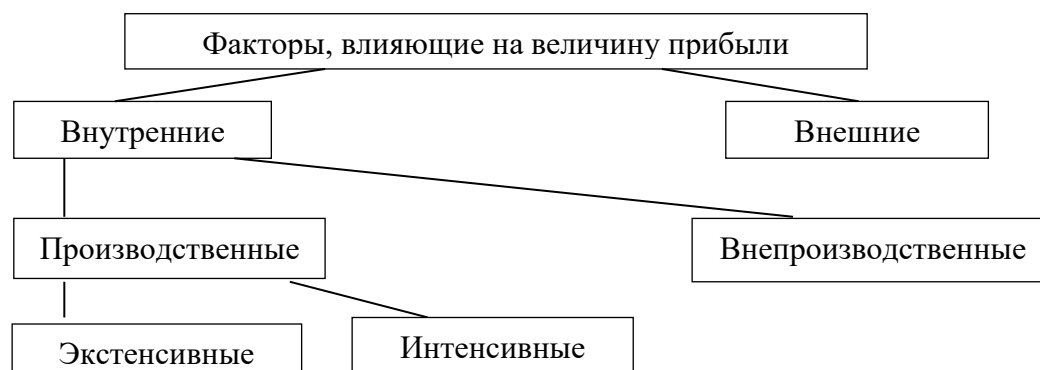 Факторы, влияющие на величину прибыли
Внутренние
Внешние
Производственные
Внепроизводственные
Экстенсивные
Интенсивные